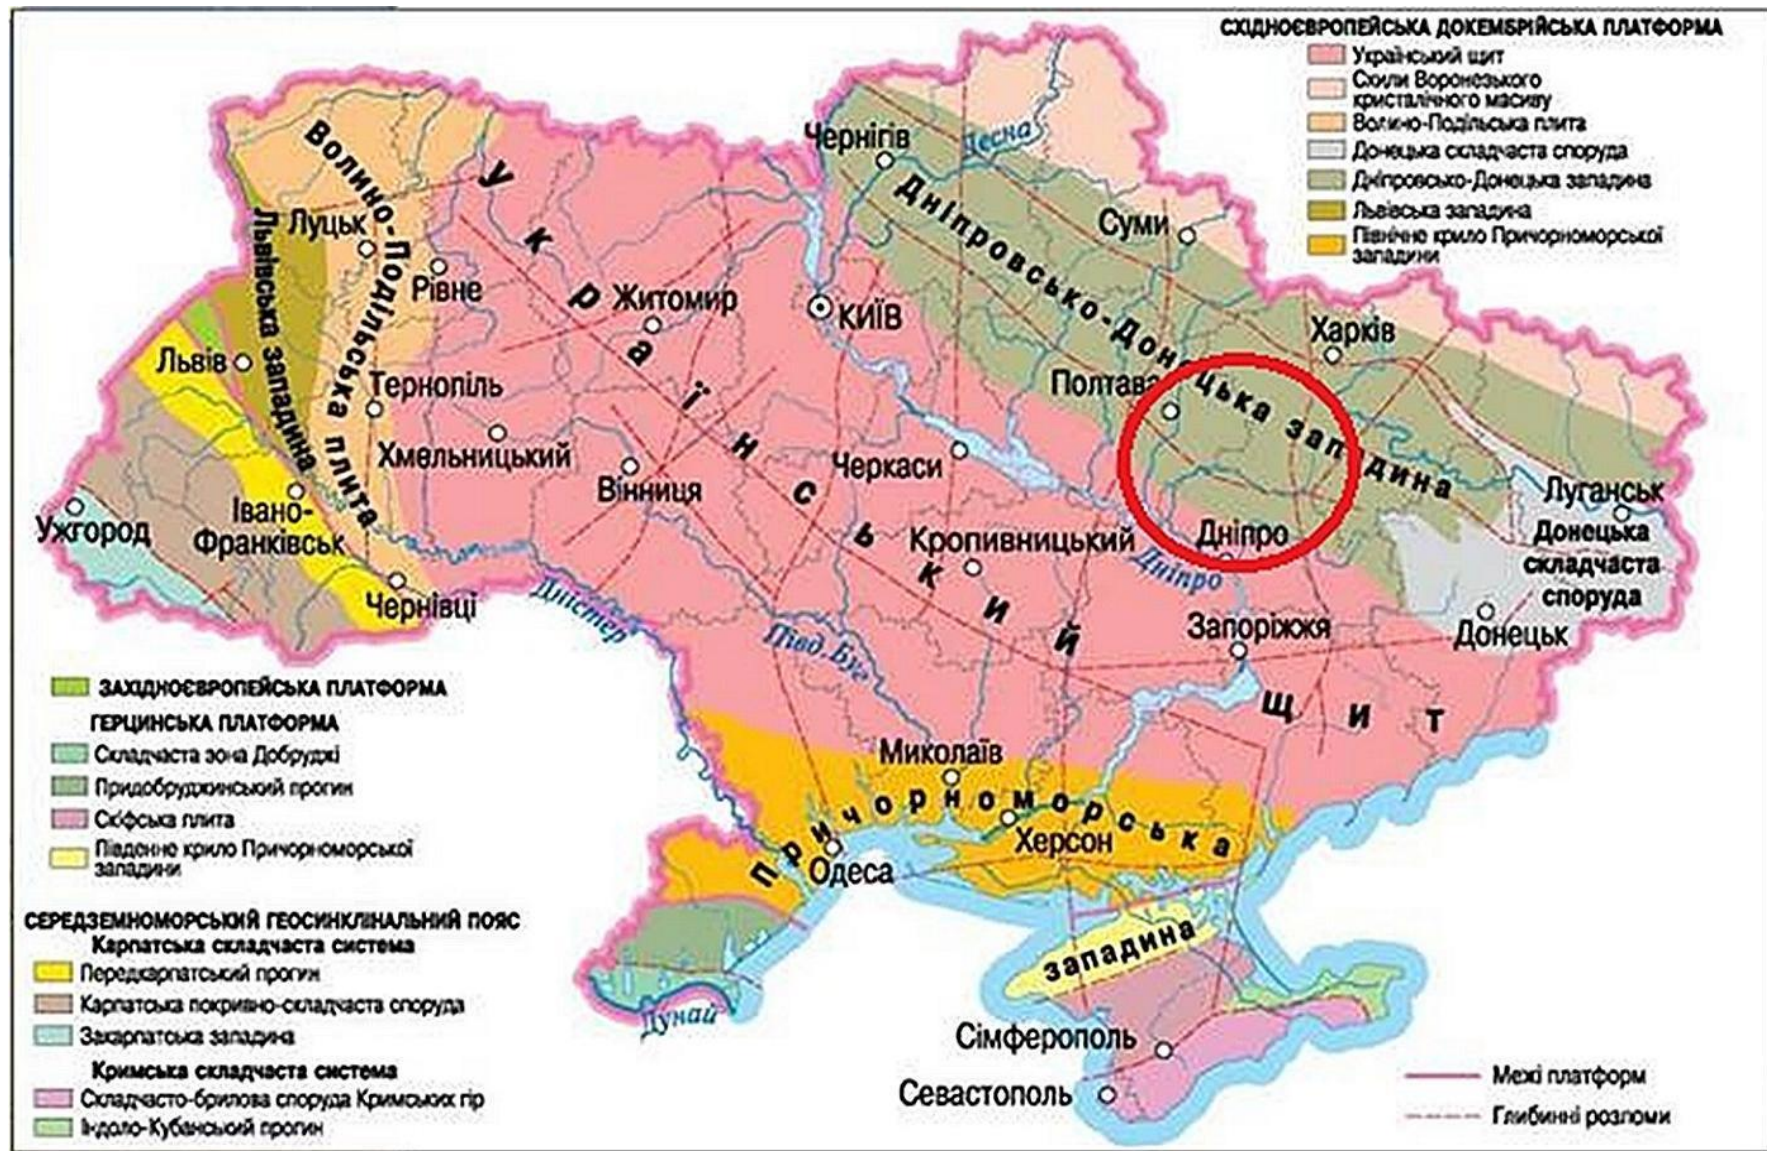 СХІДНОЄВРОПЕЙСЬКА ДОКЕМБРІЙСЬКА ПЛАТФОРМА
Український щит
Схили Воронезького
кристалічного масиву
Волино-Подільська плита
Донецька складчаста споруда
Дніпровсько-Донецька западина
Львівська западина
Північне крило Причорноморської
западини
Чернігів
Десна
Волино-Подільська плита
Український щит
Дніпровсько-Донецька западина
Львівська западина
Луцьк
Рівне
Житомир
КИЇВ
Суми
Харків
Львів
Тернопіль
Полтава
Хмельницький
Вінниця
Черкаси
Луганськ
Ужгород
Івано-
Франківськ
Кропивницький
Дніпро
Донецька
складчаста
споруда
Чернівці
Дністер
Півд.Буг
Дніпро
Запоріжжя
Донецьк
Миколаїв
Причорноморська
западина
Херсон
Одеса
Дунай
Сімферополь
Севастополь
ЗАХІДНОЄВРОПЕЙСЬКА ПЛАТФОРМА
ГЕРЦИНСЬКА ПЛАТФОРМА
Складчаста зона Добруджі
Придобруджинський прогин
Скіфська плита
Південне крило Причорноморської
западини
СЕРЕДЗЕМНОМОРСЬКИЙ ГЕОСИНКЛІНАЛЬНИЙ ПОЯС
Карпатська складчаста система
Передкарпатський прогин
Карпатська покривно-складчаста споруда
Закарпатська западина
Кримська складчаста система
Складчасто-брилова споруда Кримських гір
Індоло-Кубанський прогин
Межі платформ
Глибинні розломи